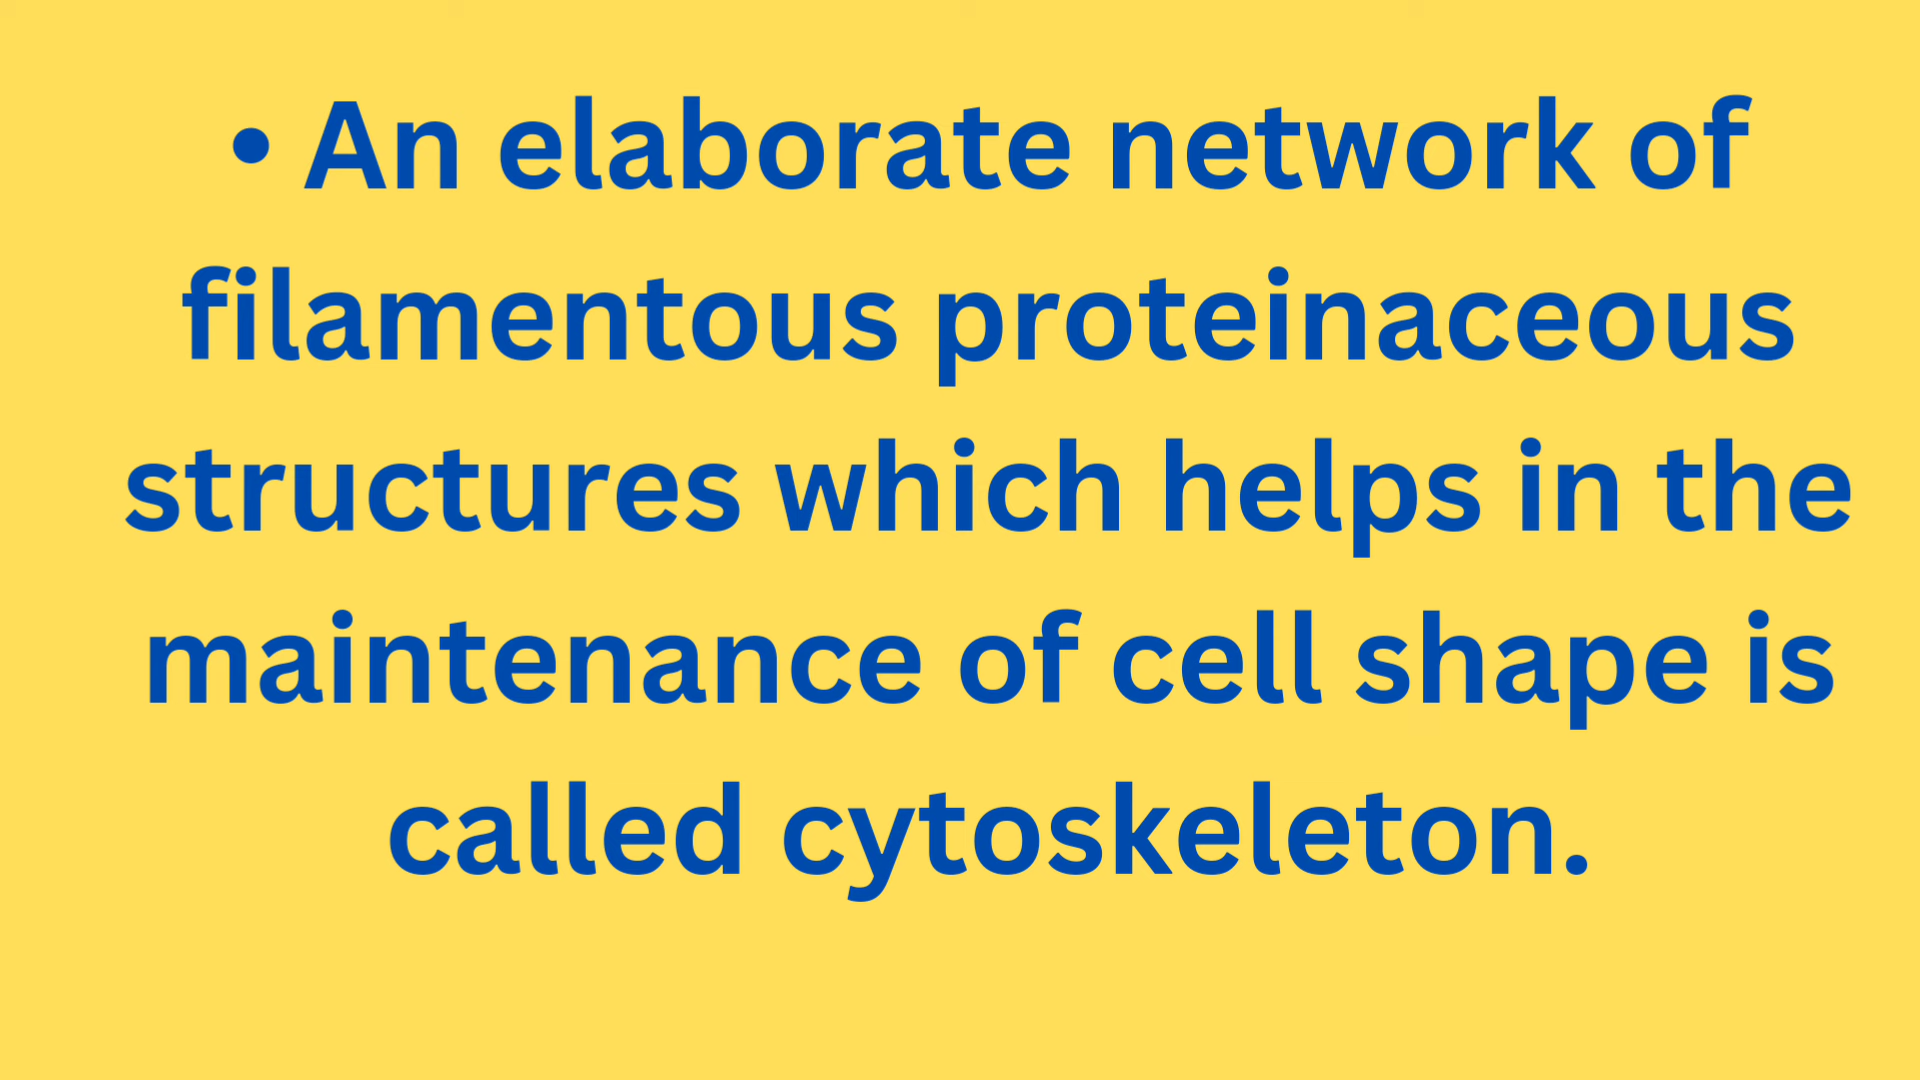 • An elaborate network of
filamentous proteinaceous
structures which helps in the
maintenance of cell shape is
called cytoskeleton.